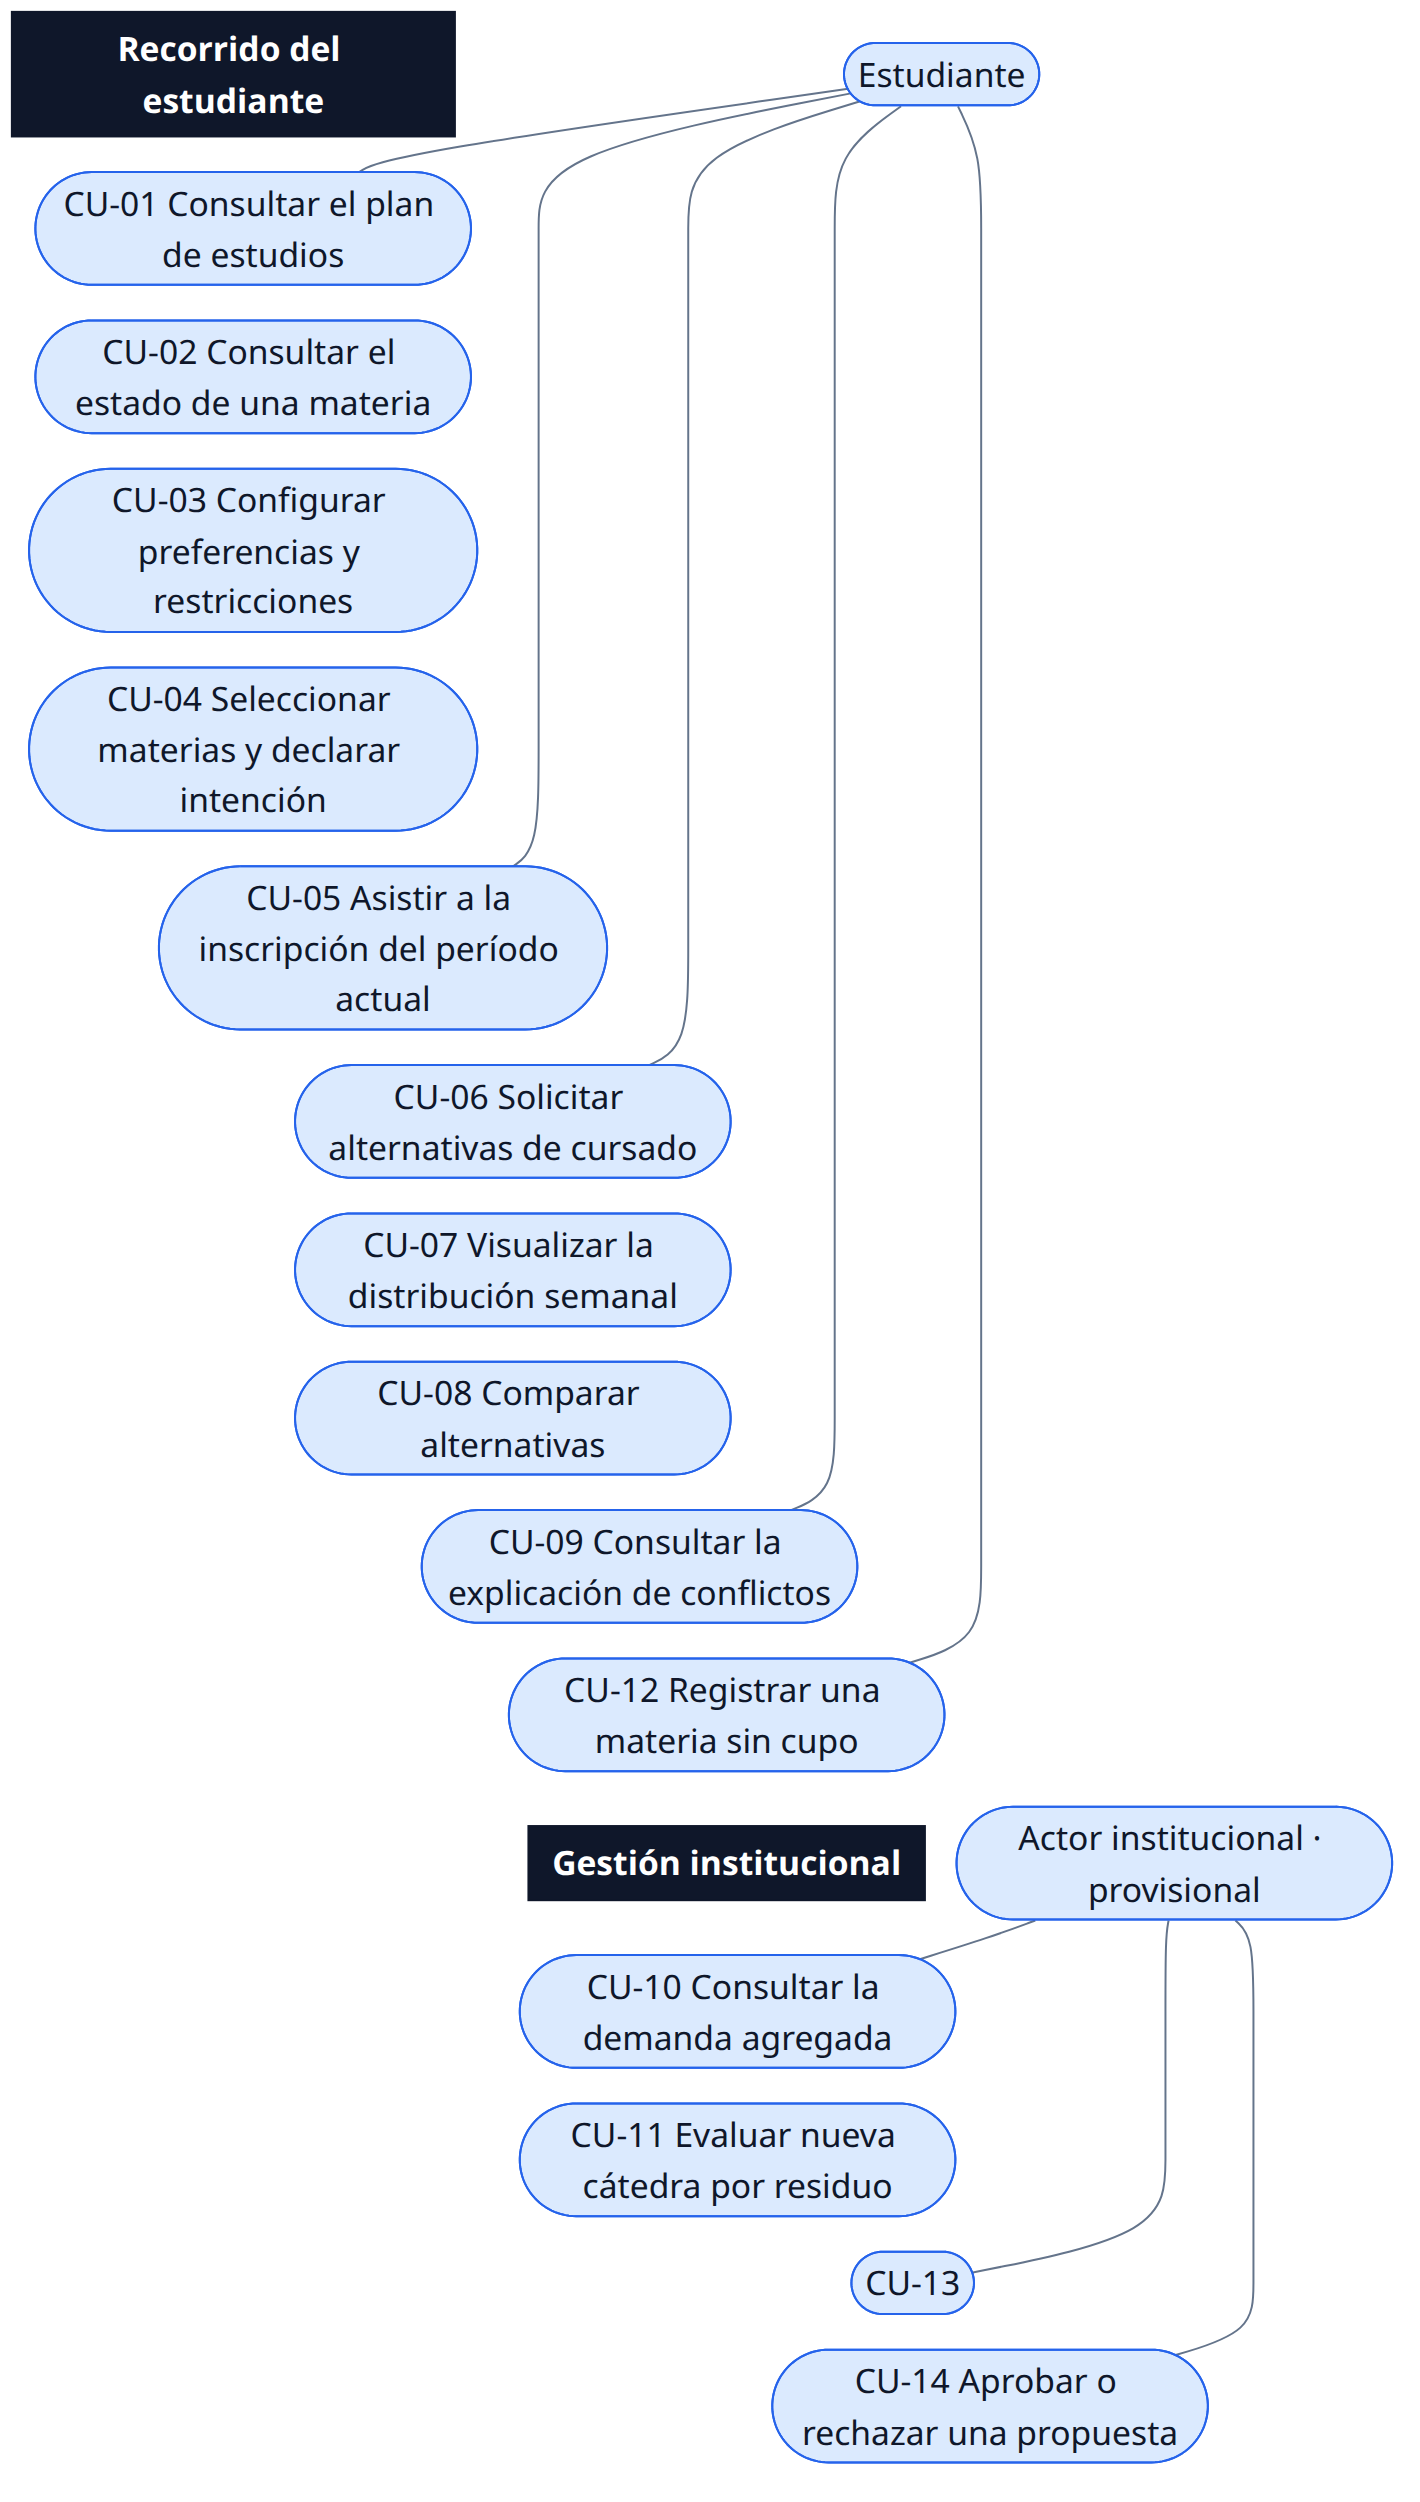 Recorrido del
estudiante
Estudiante
CU-01 Consultar el plan
de estudios
CU-02 Consultar el
estado de una materia
CU-03 Configurar
preferencias y
restricciones
CU-04 Seleccionar
materias y declarar
intención
CU-05 Asistir a la
inscripción del período
actual
CU-06 Solicitar
alternativas de cursado
CU-07 Visualizar la
distribución semanal
CU-08 Comparar
alternativas
CU-09 Consultar la
explicación de conflictos
CU-12 Registrar una
materia sin cupo
Gestión institucional
Actor institucional ·
provisional
CU-10 Consultar la
demanda agregada
CU-11 Evaluar nueva
cátedra por residuo
CU-13
CU-14 Aprobar o
rechazar una propuesta